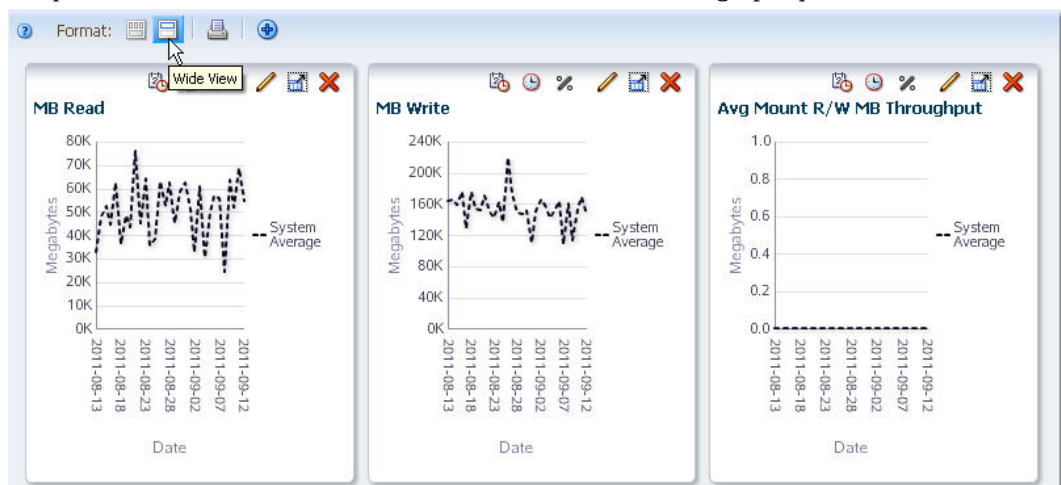 Format:
Wide View
MB Read
80K
70K
60K
50K
40K
30K
20K
10K
0K
Megabytes
System
Average
2011-08-13
2011-08-18
2011-08-23
2011-08-28
2011-09-02
2011-09-07
2011-09-12
Date
MB Write
240K
200K
160K
120K
80K
40K
0K
Megabytes
System
Average
2011-08-13
2011-08-18
2011-08-23
2011-08-28
2011-09-02
2011-09-07
2011-09-12
Date
Avg Mount R/W MB Throughput
1.0
0.8
0.6
0.4
0.2
0.0
Megabytes
System
Average
2011-08-13
2011-08-18
2011-08-23
2011-08-28
2011-09-02
2011-09-07
2011-09-12
Date